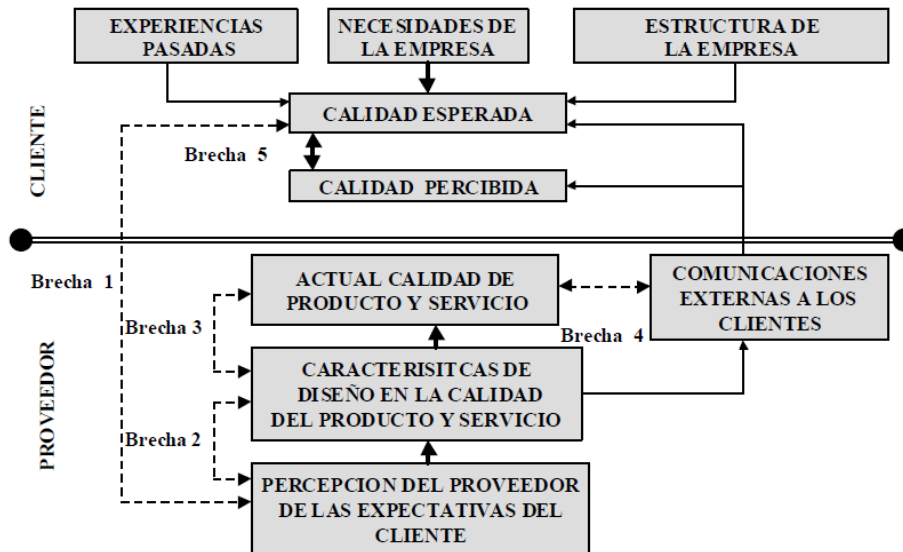 EXPERIENCIAS
PASADAS
NECESIDADES DE
LA EMPRESA
ESTRUCTURA DE
LA EMPRESA
CLIENTE
CALIDAD ESPERADA
Brecha 5
CALIDAD PERCIBIDA
Brecha 1
ACTUAL CALIDAD DE
PRODUCTO Y SERVICIO
COMUNICACIONES
EXTERNAS A LOS
CLIENTES
Brecha 3
Brecha 4
PROVEEDOR
CARACTERISITCAS DE
DISEÑO EN LA CALIDAD
DEL PRODUCTO Y SERVICIO
Brecha 2
PERCEPCION DEL PROVEEDOR
DE LAS EXPECTATIVAS DEL
CLIENTE